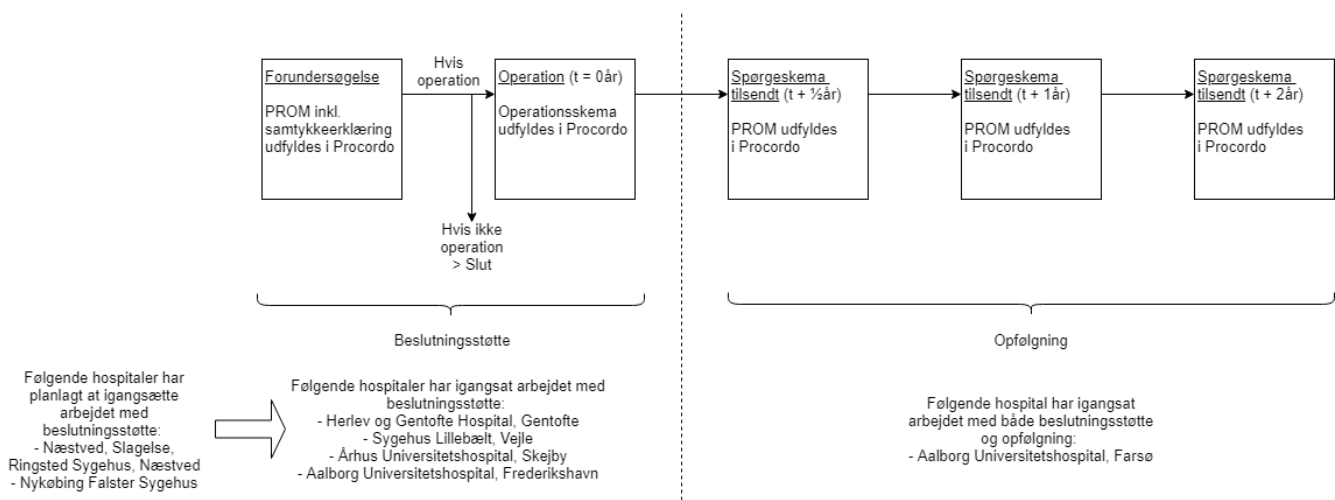 Forundersøgelse
PROM inkl.
samtykkeerklæring
udfyldes i Procordo
Hvis
operation
Hvis ikke
operation
> Slut
Operation (t = 0år)
Operationsskema
udfyldes i Procordo
Spørgeskema
tilsendt (t + ½år)
PROM udfyldes
i Procordo
Spørgeskema
tilsendt (t + 1år)
PROM udfyldes
i Procordo
Spørgeskema
tilsendt (t + 2år)
PROM udfyldes
i Procordo
Beslutningsstøtte
Opfølgning
Følgende hospitaler har
planlagt at igangsætte
arbejdet med
beslutningsstøtte:
- Næstved, Slagelse,
Ringsted Sygehus, Næstved
- Nykøbing Falster Sygehus
Følgende hospitaler har igangsat arbejdet med
beslutningsstøtte:
- Herlev og Gentofte Hospital, Gentofte
- Sygehus Lillebælt, Vejle
- Århus Universitetshospital, Skejby
- Aalborg Universitetshospital, Frederikshavn
Følgende hospital har igangsat
arbejdet med både beslutningsstøtte
og opfølgning:
- Aalborg Universitetshospital, Farsø